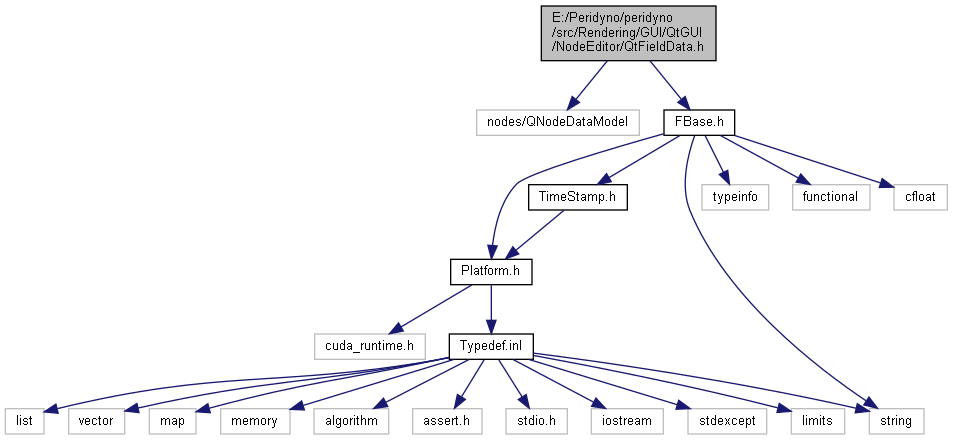 E:/Peridyno/peridyno
/src/Rendering/GUI/QtGUI
/NodeEditor/QtFieldData.h
nodes/QNodeDataModel
FBase.h
TimeStamp.h
typeinfo
functional
cfloat
Platform.h
cuda_runtime.h
Typedef.inl
list
vector
map
memory
algorithm
assert.h
stdio.h
iostream
stdexcept
limits
string